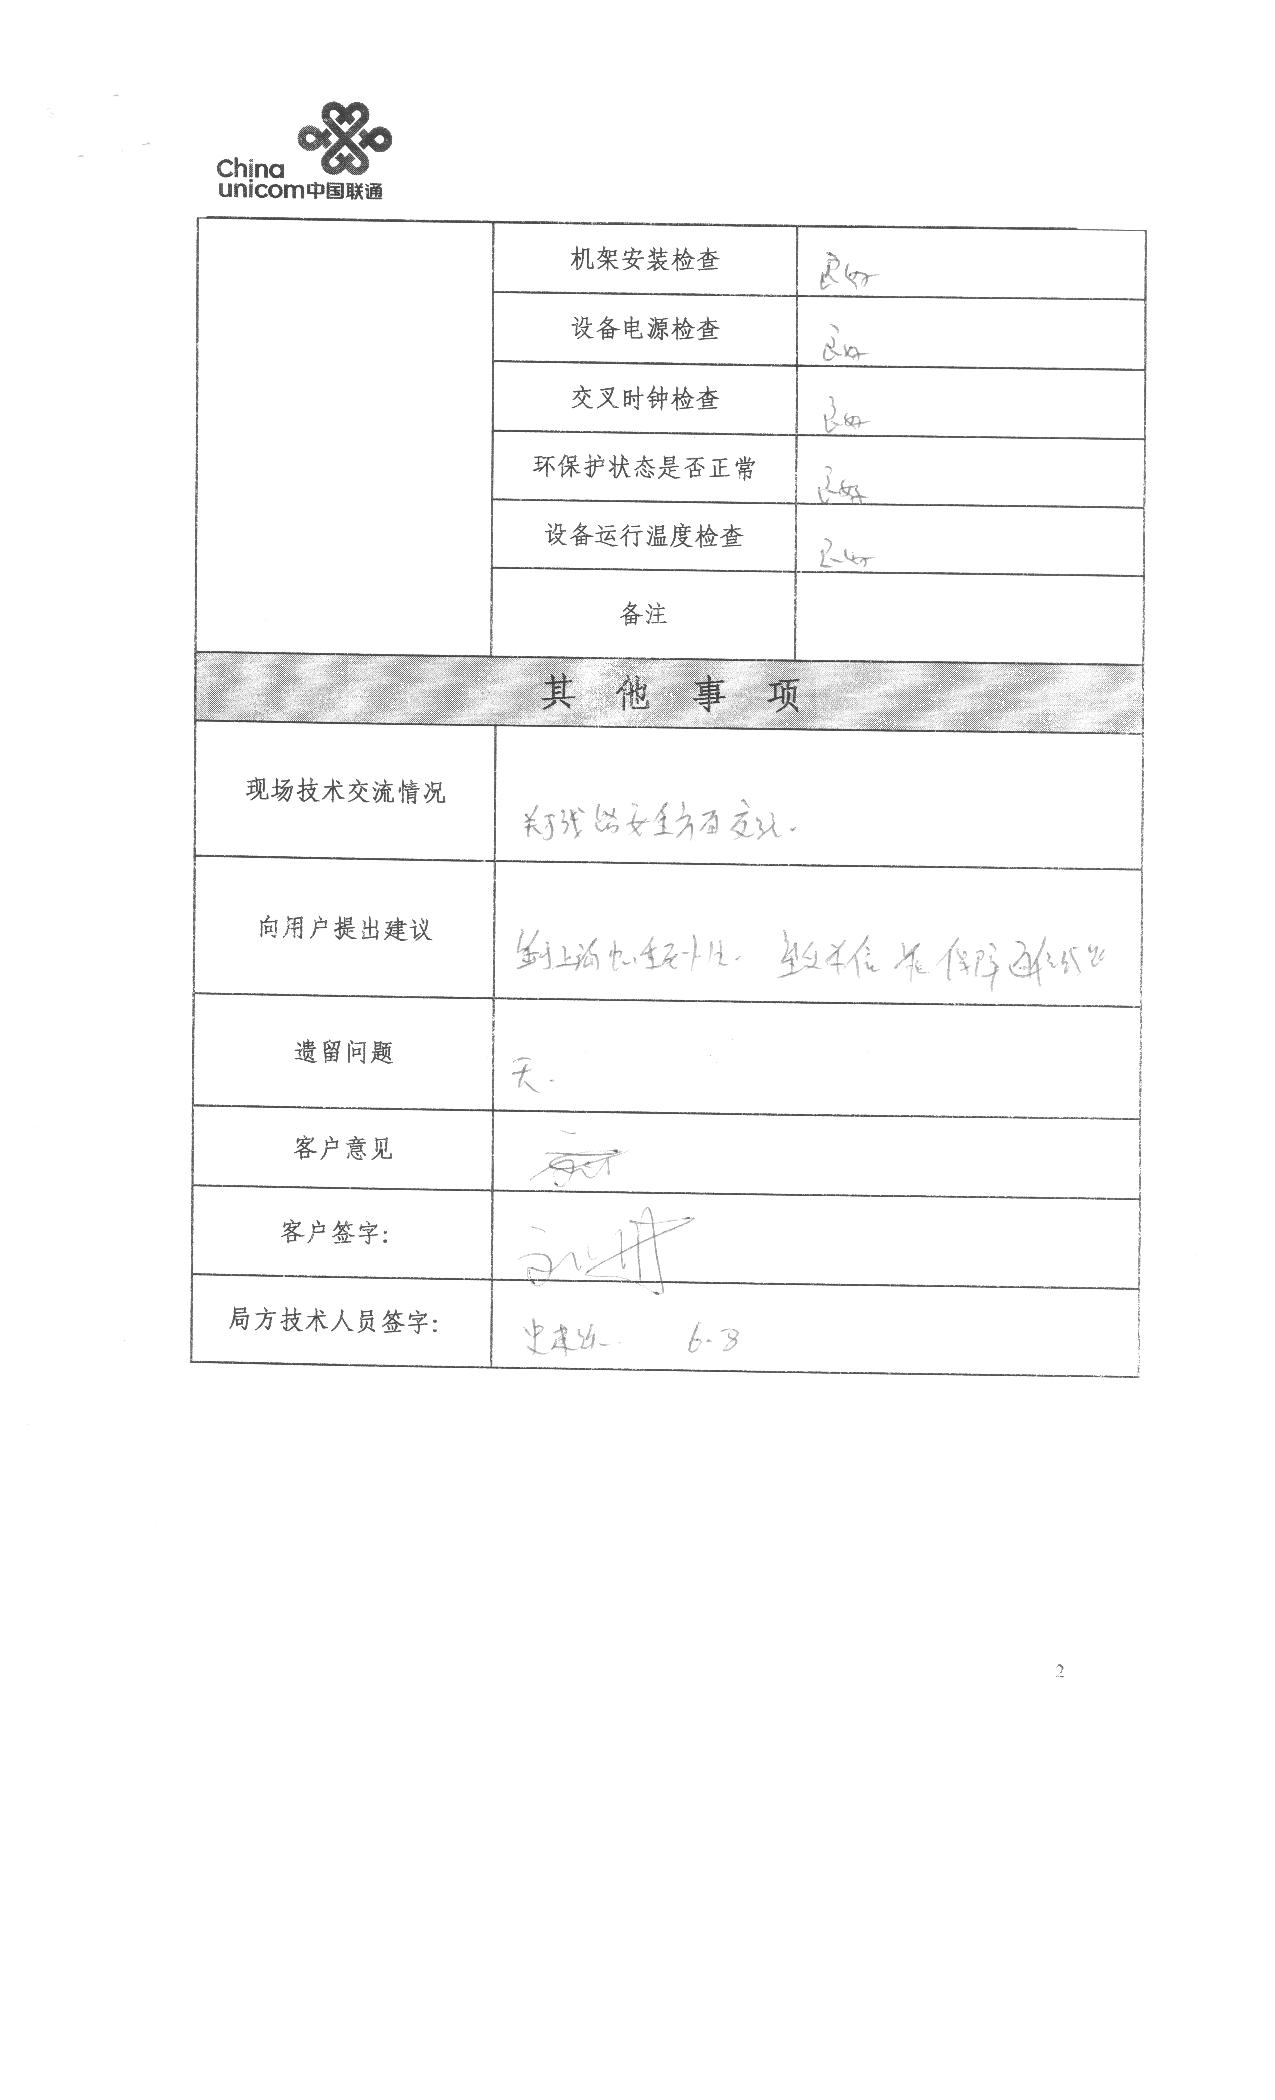 China
unicom中国联通
机架安装检查 良好
设备电源检查 良好
交叉时钟检查 良好
环保护状态是否正常 良好
设备运行温度检查 良好
备注
其他事项
现场技术交流情况
关于线路安全方面交流.
向用户提出建议
保障
遗留问题
无.
客户意见
客户签字:
局方技术人员签字:
6.3
2